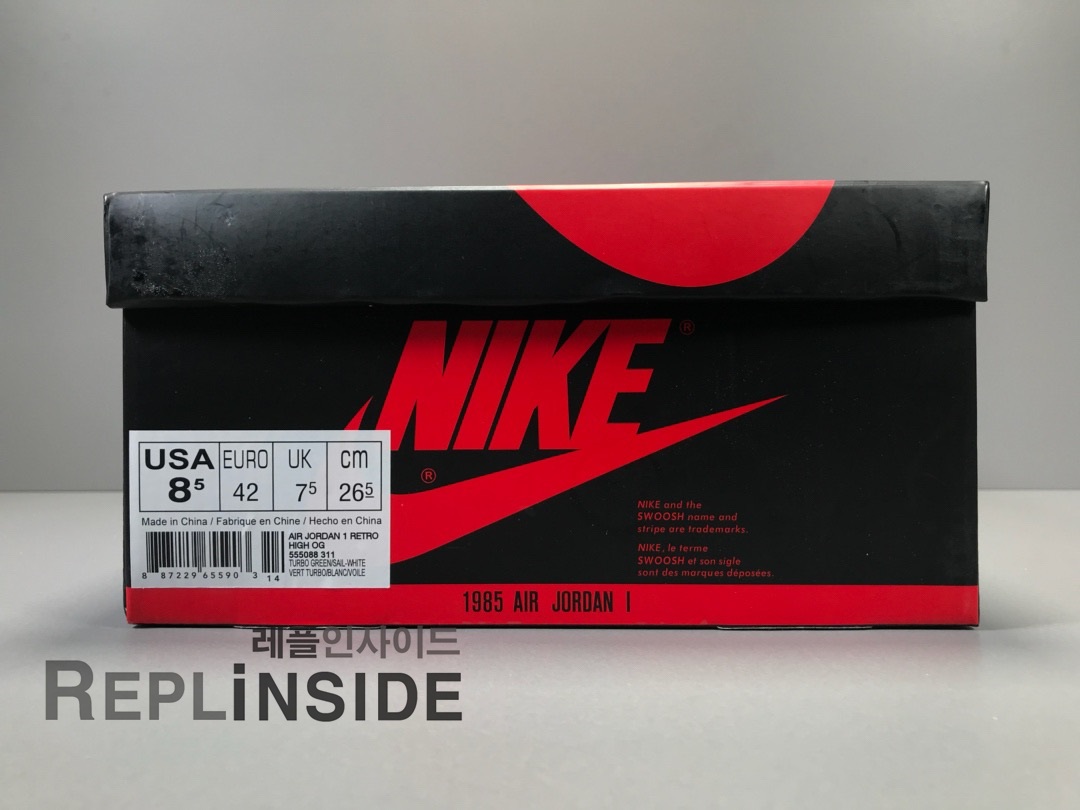 NIKE®
®
USA EURO UK cm
8⁵ 42 7⁵ 26⁵
Made in China / Fabrique en Chine / Hecho en China
AIR JORDAN 1 RETRO
HIGH OG
555088 311
TURBO GREEN/SAIL-WHITE
VERT TURBO/BLANC/VOILE
8 87229 65590 3 14
NIKE and the
SWOOSH name and
stripe are trademarks.
NIKE, le terme
SWOOSH et son sigle
sont des marques déposées.
1985 AIR JORDAN I
레플인사이드
REPLiNSIDE